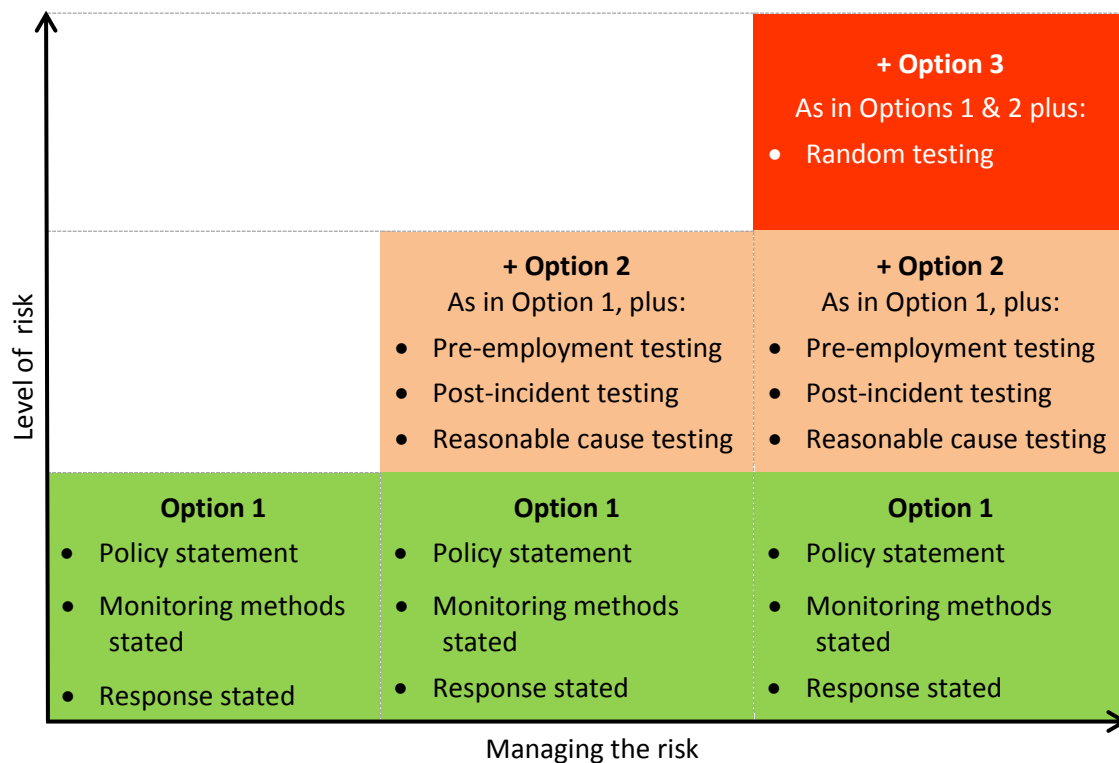 Level of risk
+ Option 3
As in Options 1 & 2 plus:
• Random testing
+ Option 2
As in Option 1, plus:
• Pre-employment testing
• Post-incident testing
• Reasonable cause testing
+ Option 2
As in Option 1, plus:
• Pre-employment testing
• Post-incident testing
• Reasonable cause testing
Option 1
• Policy statement
• Monitoring methods
stated
• Response stated
Option 1
• Policy statement
• Monitoring methods
stated
• Response stated
Option 1
• Policy statement
• Monitoring methods
stated
• Response stated
Managing the risk